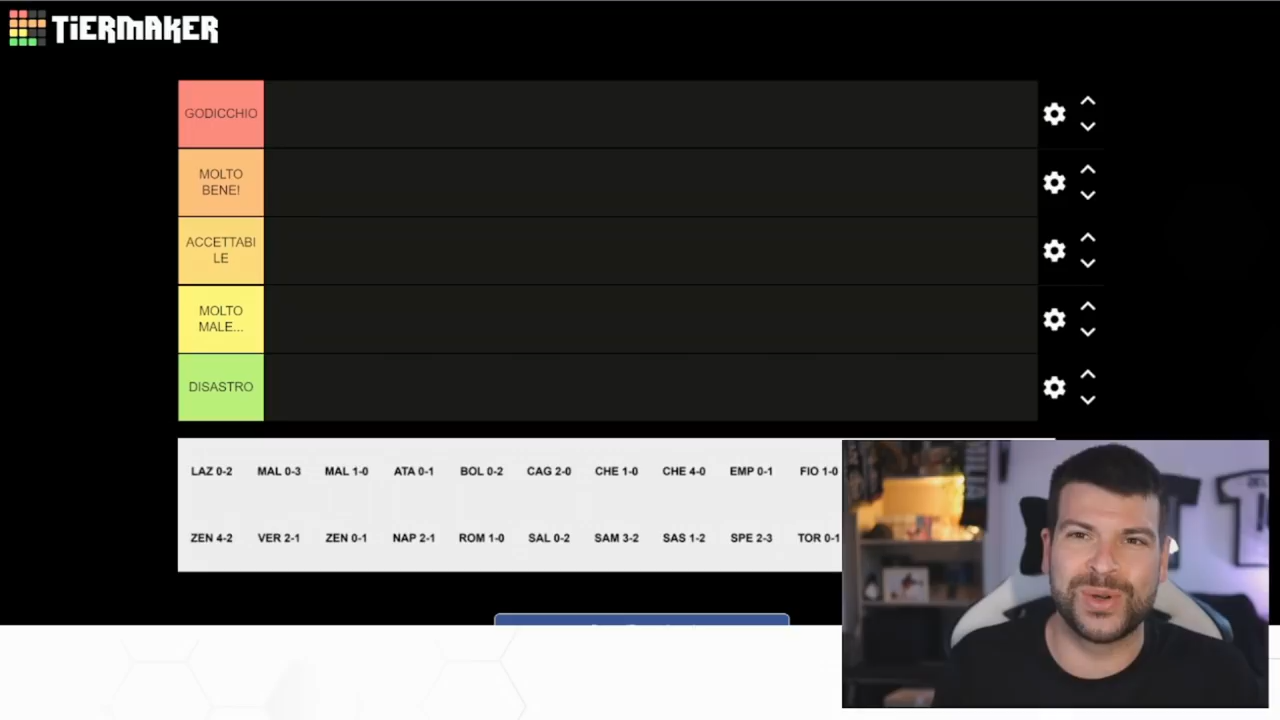 TiERMAKER
GODICCHIO
MOLTO
BENE!
ACCETTABI
LE
MOLTO
MALE...
DISASTRO
LAZ 0-2 MAL 0-3 MAL 1-0 ATA 0-1 BOL 0-2 CAG 2-0 CHE 1-0 CHE 4-0 EMP 0-1 FIO 1-0
ZEN 4-2 VER 2-1 ZEN 0-1 NAP 2-1 ROM 1-0 SAL 0-2 SAM 3-2 SAS 1-2 SPE 2-3 TOR 0-1